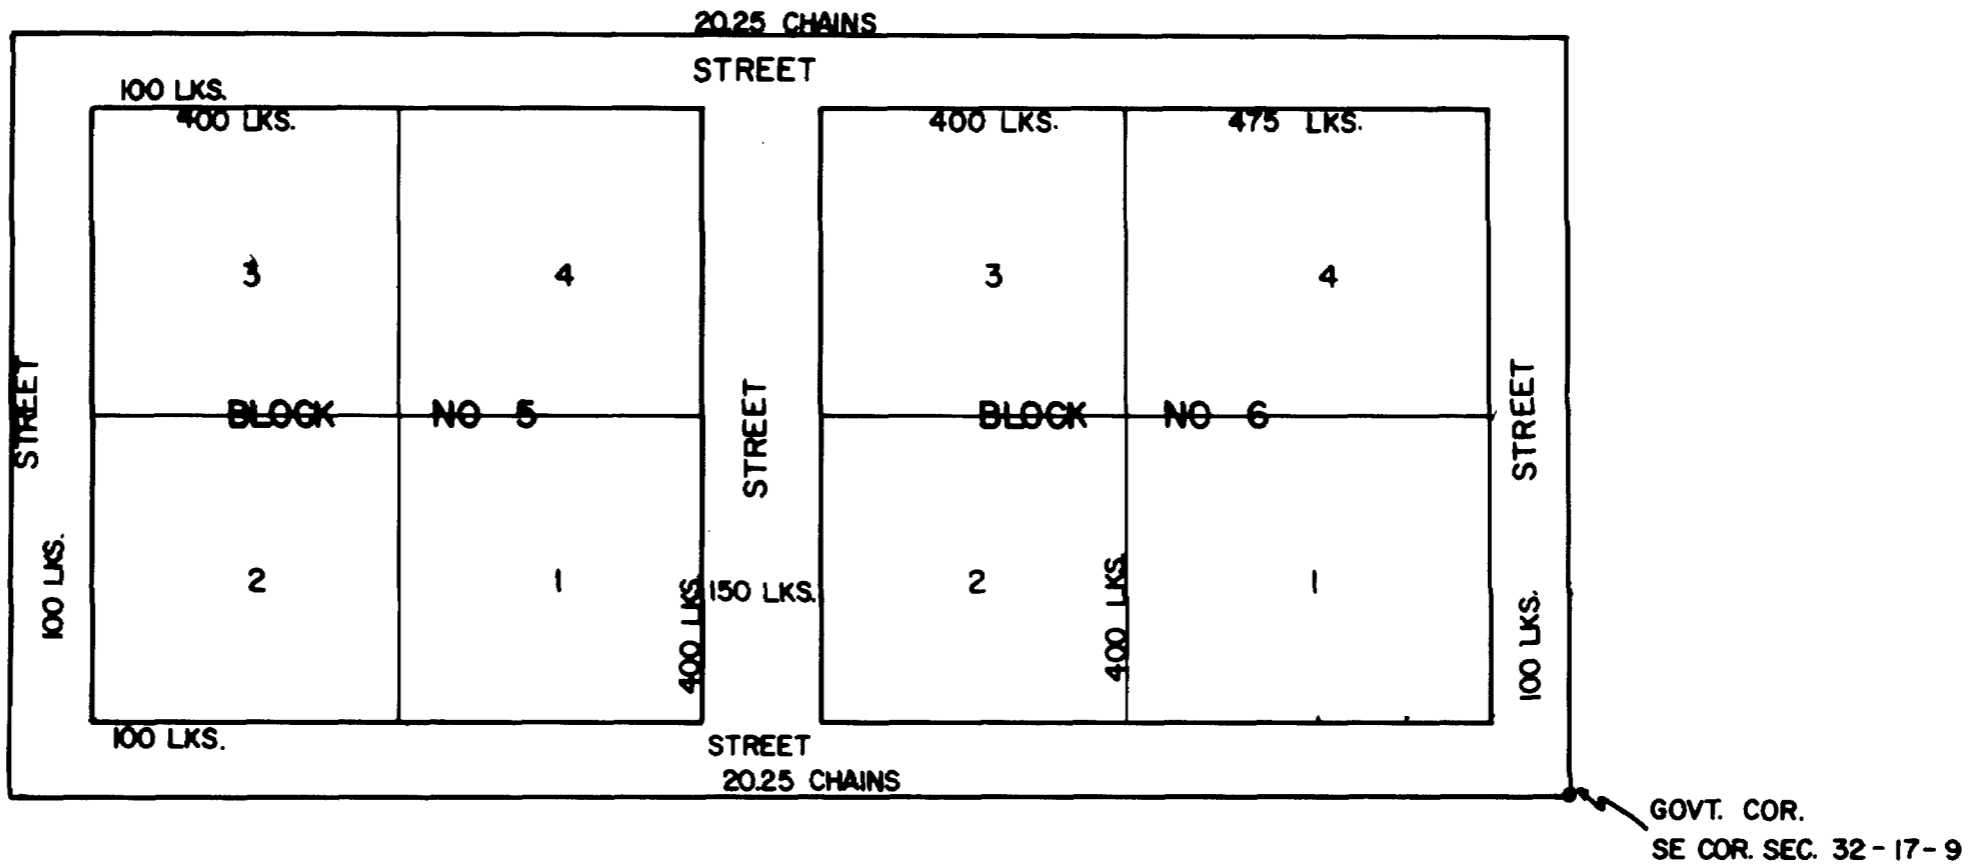 20.25 CHAINS
STREET
100 LKS.
400 LKS.
400 LKS.
475 LKS.
3
4
3
4
STREET
BLOCK NO 5
STREET
BLOCK NO 6
STREET
100 LKS.
2
1
400 LKS.
150 LKS.
2
400 LKS.
1
100 LKS.
100 LKS.
STREET
20.25 CHAINS
GOVT. COR.
SE COR. SEC. 32-17-9